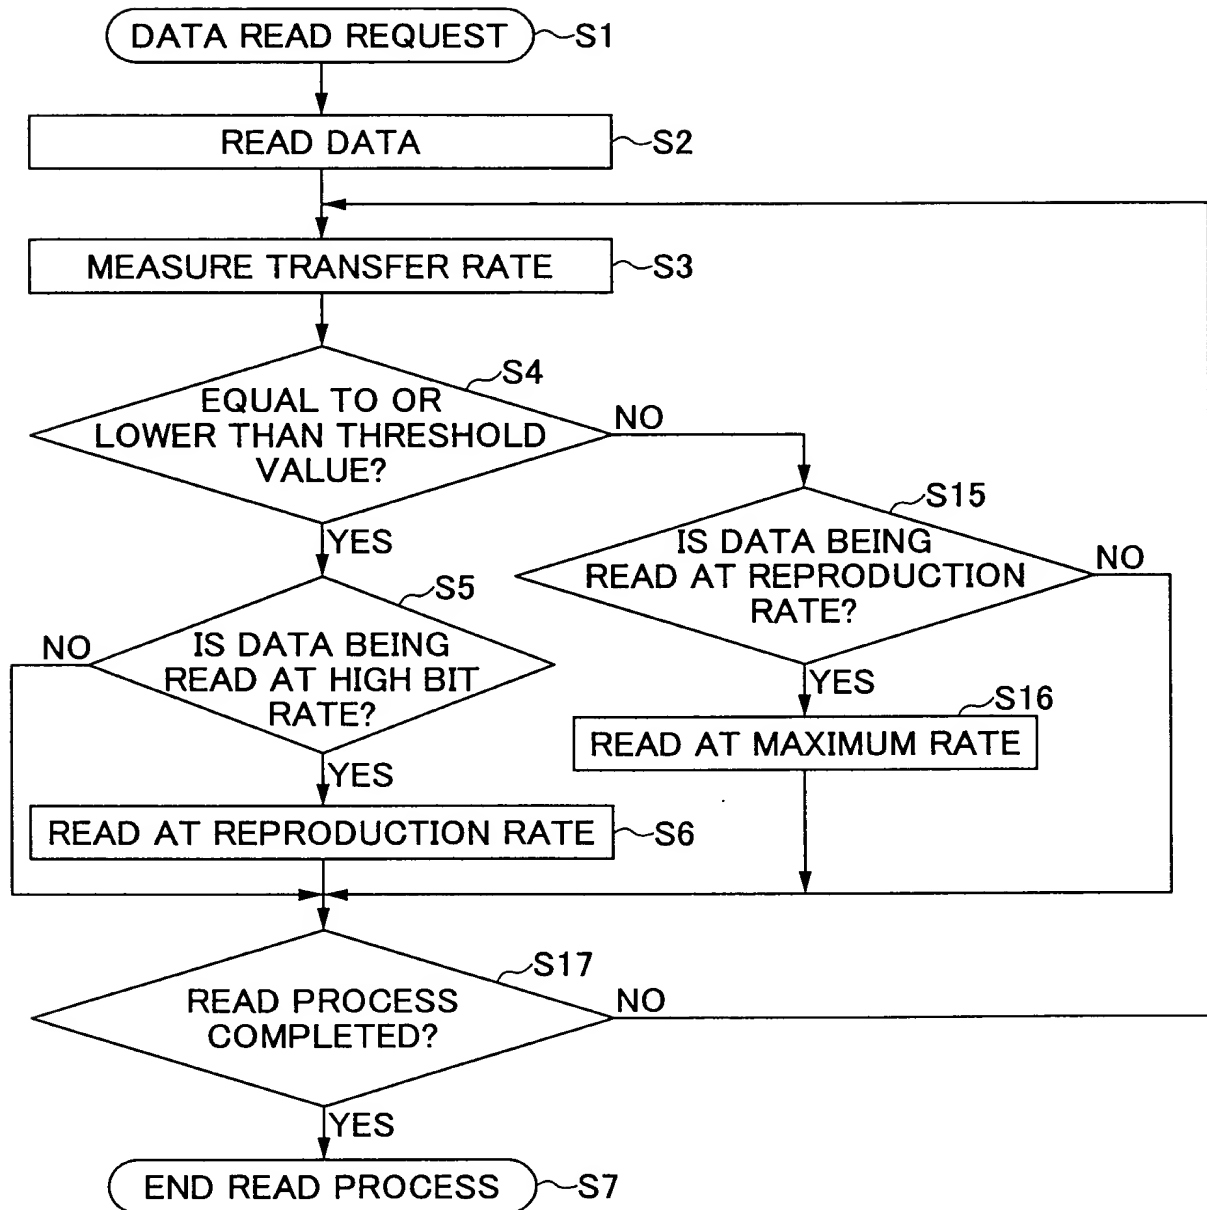 DATA READ REQUEST
S1
READ DATA
S2
MEASURE TRANSFER RATE
S3
S4
EQUAL TO OR
LOWER THAN THRESHOLD
VALUE?
NO
YES
S15
IS DATA BEING
READ AT REPRODUCTION
RATE?
NO
YES
S5
IS DATA BEING
READ AT HIGH BIT
RATE?
NO
YES
S16
READ AT MAXIMUM RATE
READ AT REPRODUCTION RATE
S6
S17
READ PROCESS
COMPLETED?
NO
YES
END READ PROCESS
S7